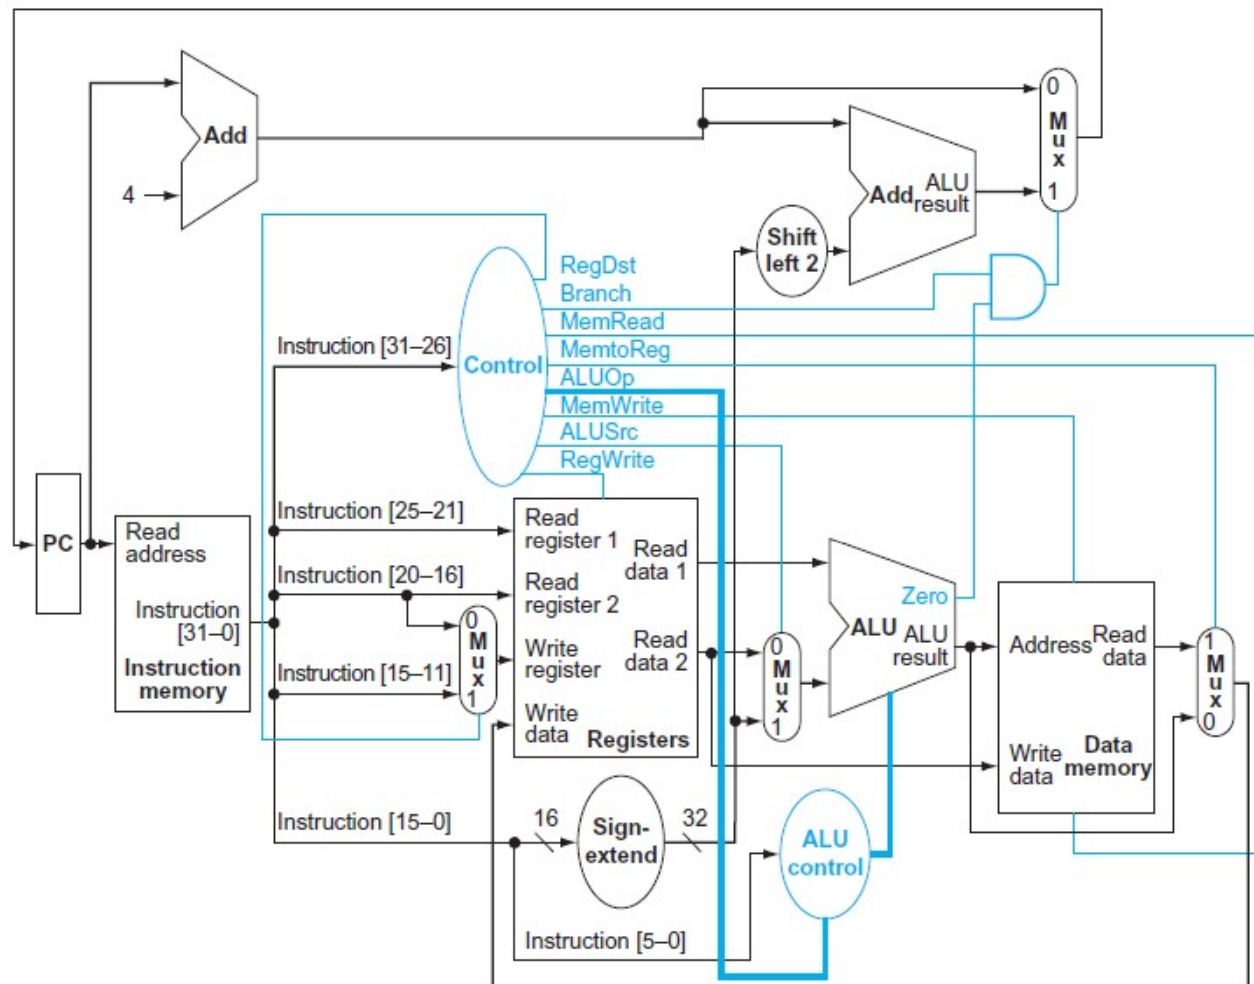 0
M
u
x
1
Add
4
Add
ALU
result
Shift
left 2
RegDst
Branch
MemRead
MemtoReg
ALUOp
MemWrite
ALUSrc
RegWrite
Control
Instruction [31–26]
Instruction [25–21]
Instruction [20–16]
Instruction [15–11]
Instruction [15–0]
Instruction [5–0]
PC
Read
address
Instruction
[31–0]
Instruction
memory
0
M
u
x
1
Read
register 1
Read
register 2
Write
register
Write
data
Read
data 1
Read
data 2
Registers
0
M
u
x
1
Zero
ALU
ALU
result
Address
Read
data
Write
data
Data
memory
1
M
u
x
0
16
Sign-
extend
32
ALU
control